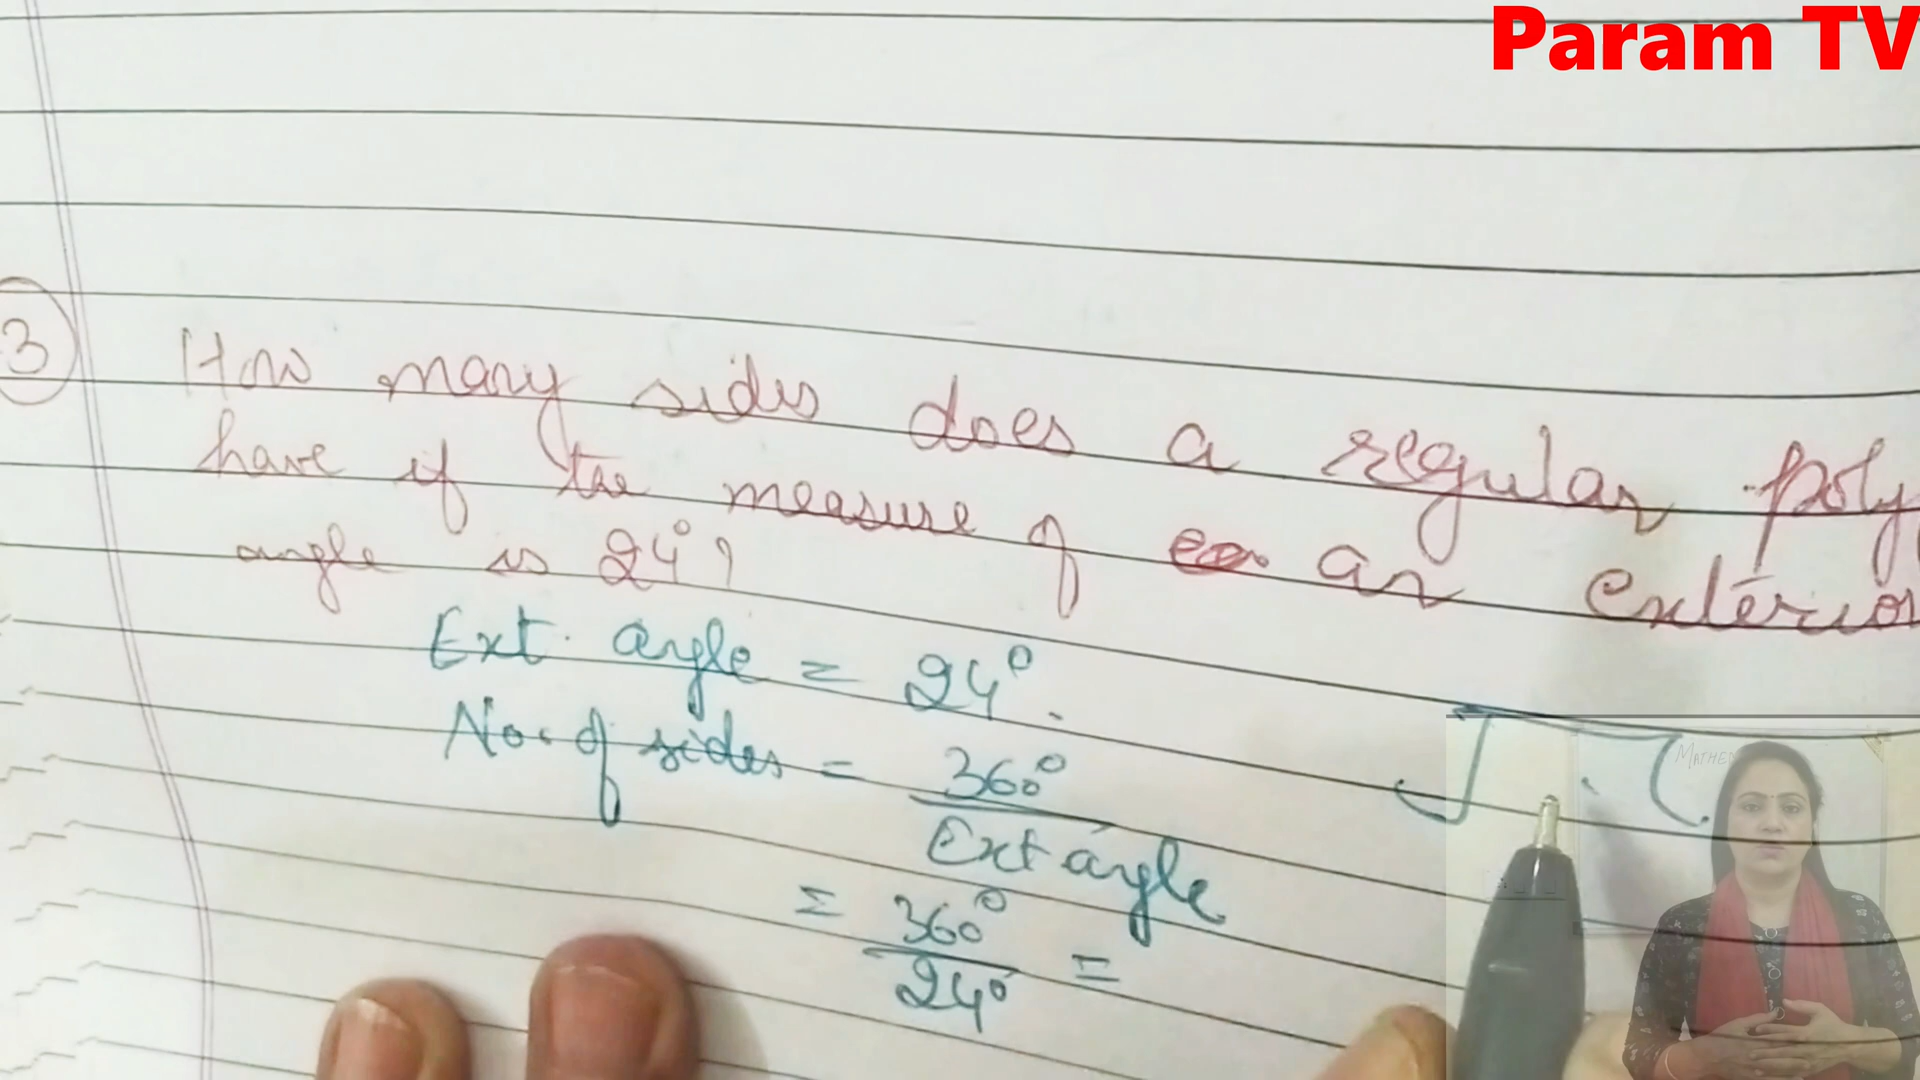 Param TV
3 How many sides does a regular poly
have if the measure of an exterior
angle is 24°?
Ext. angle = 24°.
No. of sides = 360°
Ext angle
= 360° =
24°
MATHE